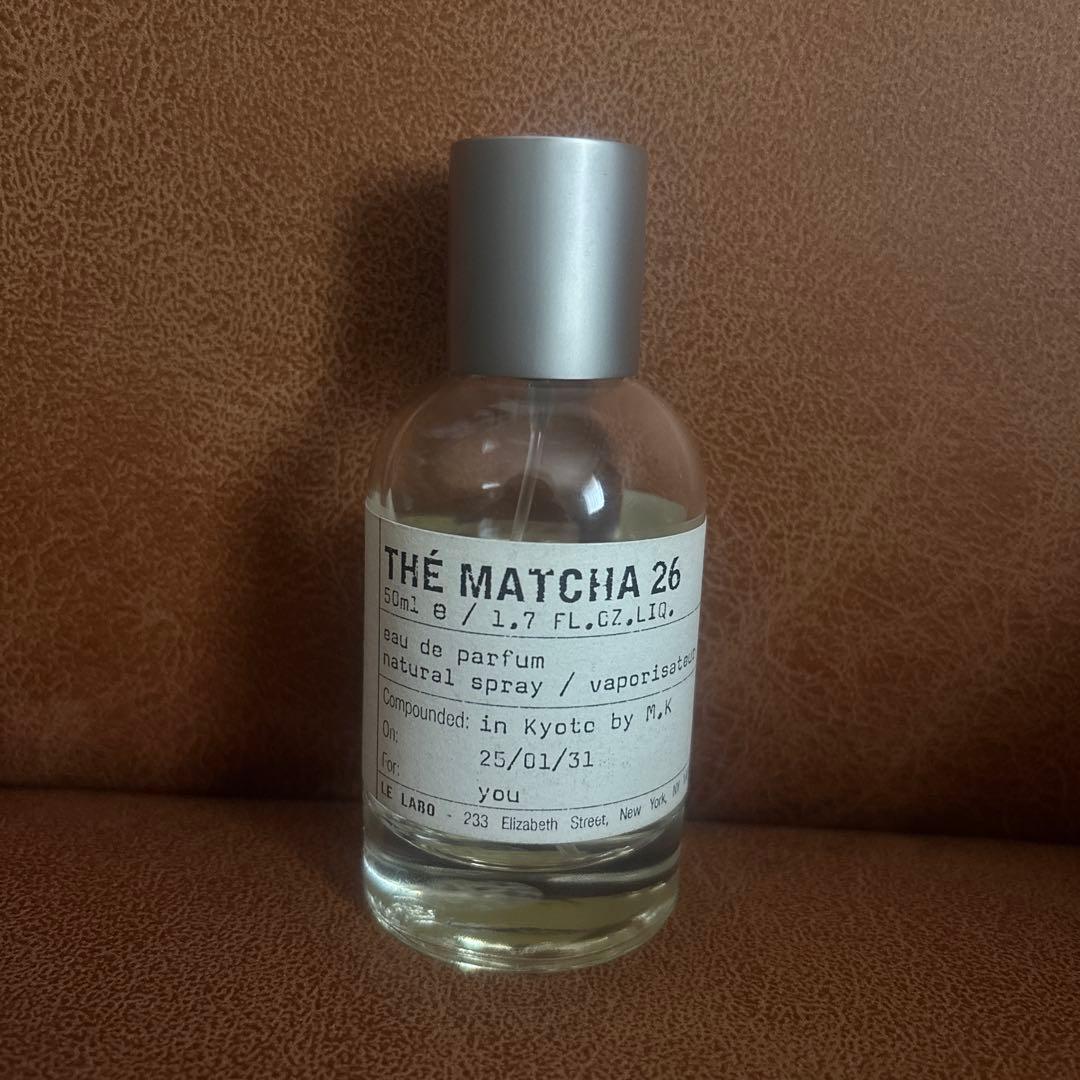 THÉ MATCHA 26
50ml e / 1.7 FL.OZ.LIQ.
eau de parfum
natural spray / vaporisateur
Compounded: in Kyoto by M.K
On: 25/01/31
For: you
LE LABO - 233 Elizabeth Street, New York, NY